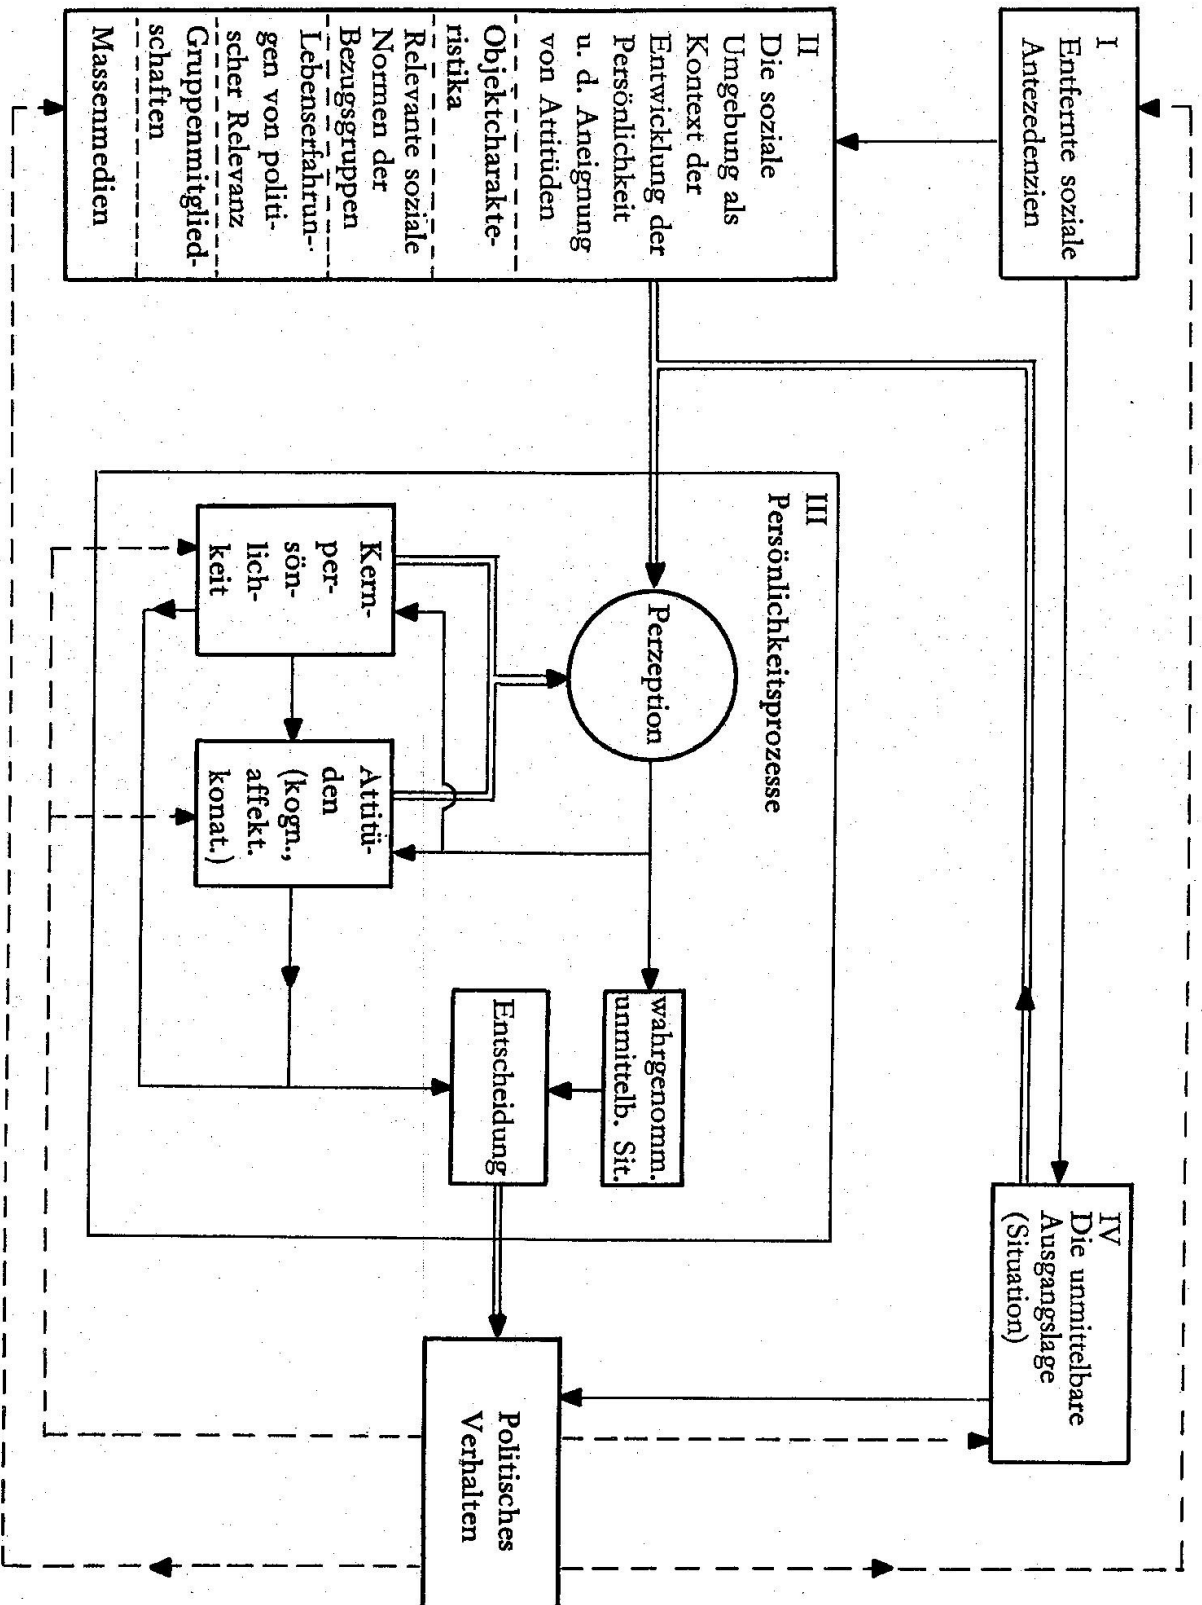 I
Entfernte soziale
Antezedenzien
II
Die soziale
Umgebung als
Kontext der
Entwicklung der
Persönlichkeit
u. d. Aneignung
von Attitüden
Objektcharakte-
ristika
Relevante soziale
Normen der
Bezugsgruppen
Lebenserfahrun-
gen von politi-
scher Relevanz
Gruppenmitglied-
schaften
Massenmedien
III
Persönlichkeitsprozesse
Perzeption
Kern-
per-
sön-
lich-
keit
Attitü-
den
(kogn.,
affekt.
konat.)
wahrgenomm.
unmittelb. Sit.
Entscheidung
IV
Die unmittelbare
Ausgangslage
(Situation)
Politisches
Verhalten